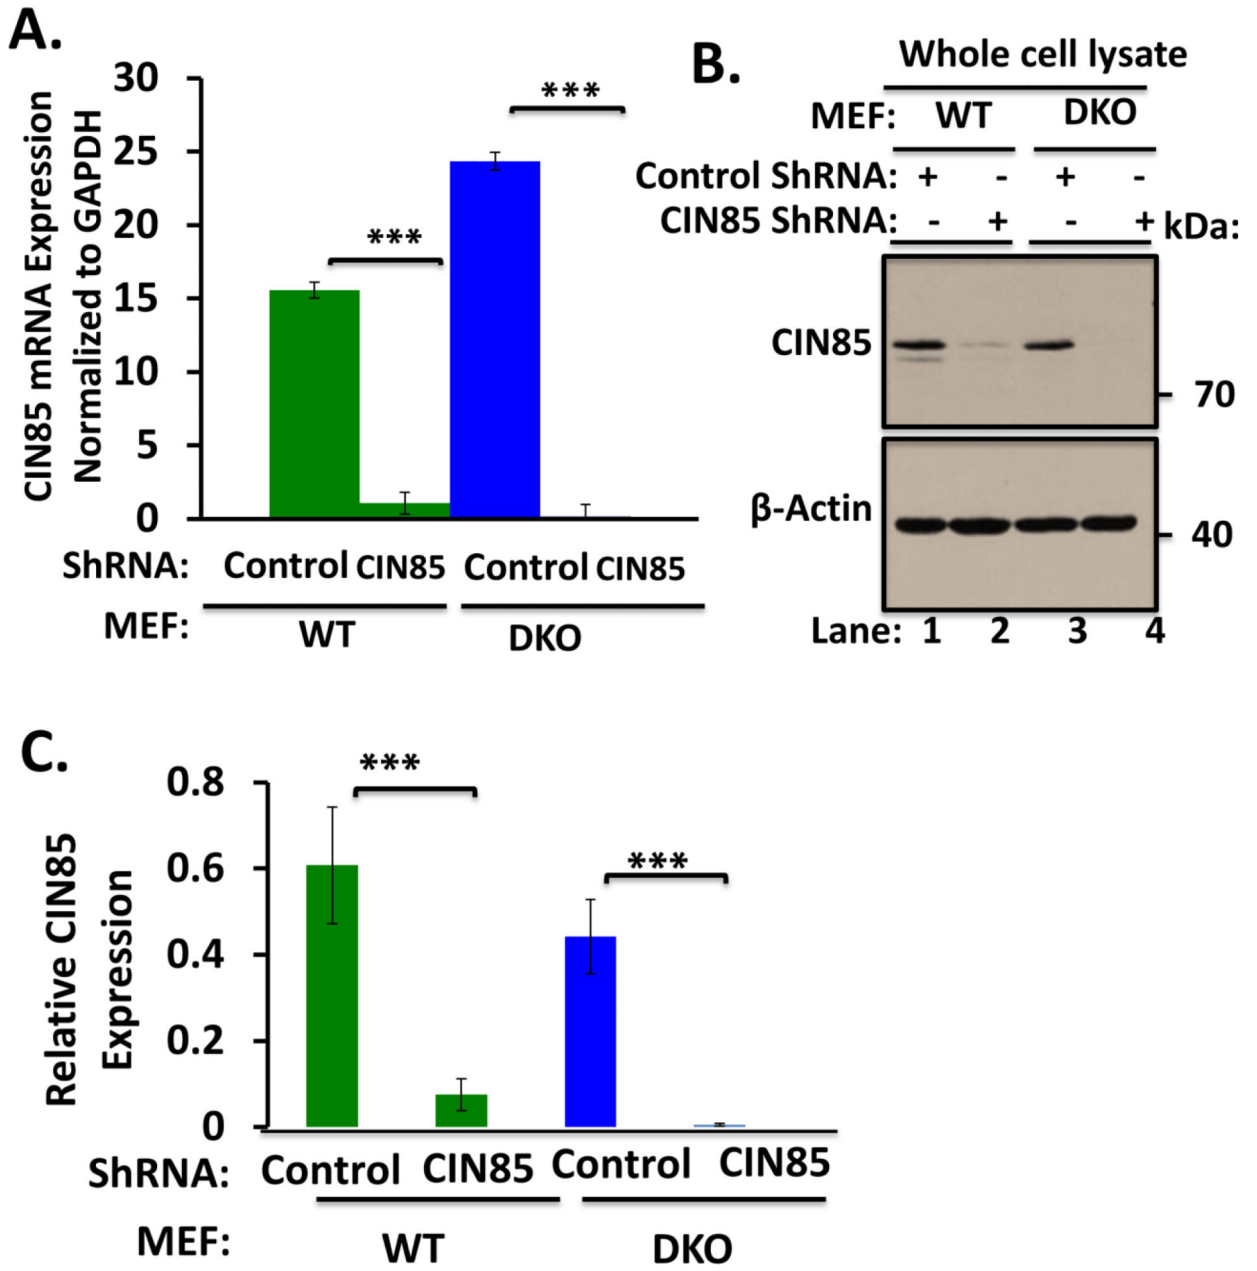 A.
CIN85 mRNA Expression
Normalized to GAPDH
30
25
20
15
10
5
0
***
***
ShRNA: Control CIN85 Control CIN85
MEF: WT DKO
B.
Whole cell lysate
MEF: WT DKO
Control ShRNA: + - + -
CIN85 ShRNA: - + - + kDa:
CIN85
70
β-Actin
40
Lane: 1 2 3 4
C.
Relative CIN85
Expression
0.8
0.6
0.4
0.2
0
***
***
ShRNA: Control CIN85 Control CIN85
MEF: WT DKO